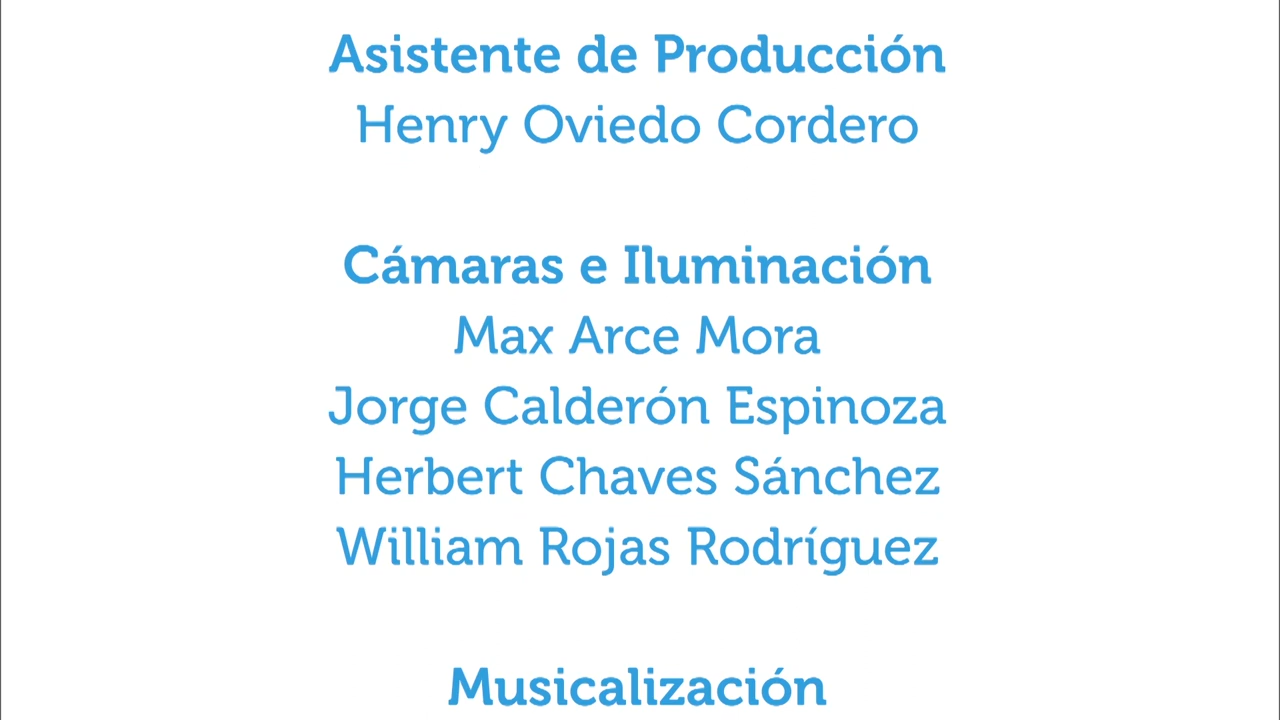 Asistente de Producción
Henry Oviedo Cordero
Cámaras e Iluminación
Max Arce Mora
Jorge Calderón Espinoza
Herbert Chaves Sánchez
William Rojas Rodríguez
Musicalización